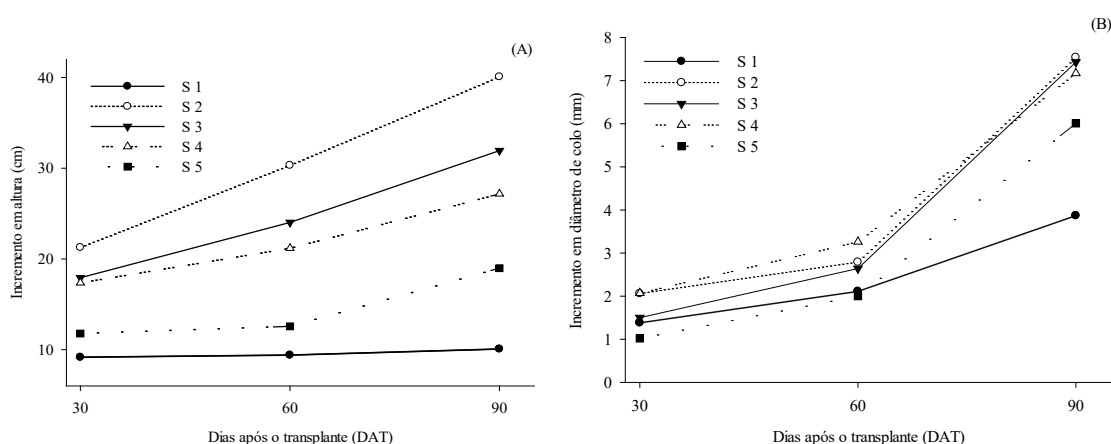 (A)
40
30
20
10
Incremento em altura (cm)
S 1
S 2
S 3
S 4
S 5
30
60
90
Dias após o transplante (DAT)
(B)
8
7
6
5
4
3
2
1
0
Incremento em diâmetro de colo (mm)
S 1
S 2
S 3
S 4
S 5
30
60
90
Dias após o transplante (DAT)